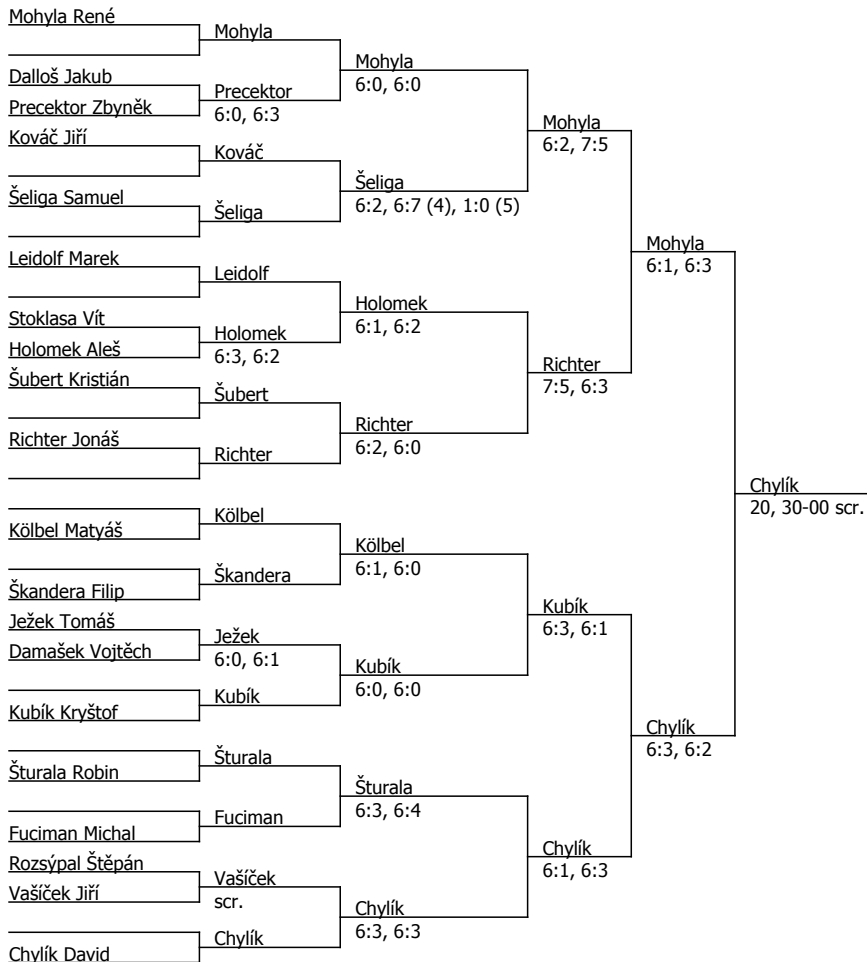 Mohyla René
Mohyla
Mohyla
6:0, 6:0
Dalloš Jakub
Precektor
6:0, 6:3
Precektor Zbyněk
Mohyla
6:2, 7:5
Kováč Jiří
Kováč
Šeliga
6:2, 6:7 (4), 1:0 (5)
Šeliga Samuel
Šeliga
Mohyla
6:1, 6:3
Leidolf Marek
Leidolf
Holomek
6:1, 6:2
Stoklasa Vít
Holomek
6:3, 6:2
Holomek Aleš
Richter
7:5, 6:3
Šubert Kristián
Šubert
Richter
6:2, 6:0
Richter Jonáš
Richter
Chylík
20, 30-00 scr.
Kölbel
Kölbel Matyáš
Kölbel
6:1, 6:0
Škandera
Škandera Filip
Kubík
6:3, 6:1
Ježek Tomáš
Ježek
6:0, 6:1
Damašek Vojtěch
Kubík
6:0, 6:0
Kubík
Kubík Kryštof
Chylík
6:3, 6:2
Šturala
Šturala Robin
Šturala
6:3, 6:4
Fuciman
Fuciman Michal
Chylík
6:1, 6:3
Rozsýpal Štěpán
Vašíček
scr.
Vašíček Jiří
Chylík
6:3, 6:3
Chylík
Chylík David